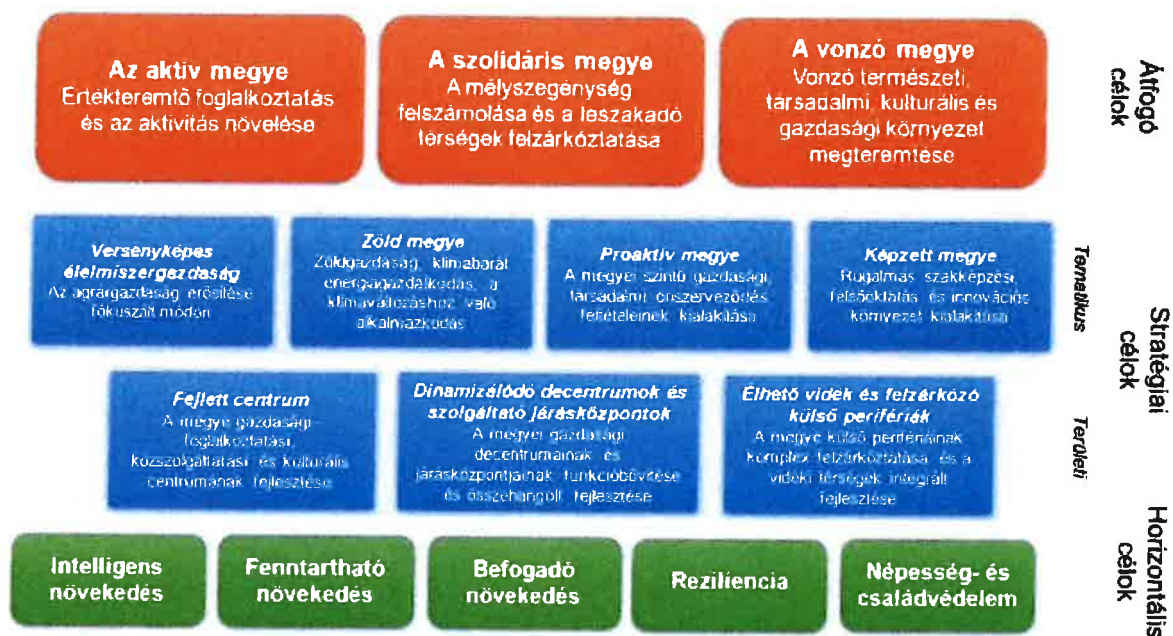 Az aktív megye
Értékteremtő foglalkoztatás
és az aktivitás növelése
A szolidáris megye
A mélyszegénység
felszámolása és a leszakadó
térségek felzárkóztatása
A vonzó megye
Vonzó természeti,
társadalmi, kulturális és
gazdasági környezet
megteremtése
Átfogó
célok
Versenyképes
élelmiszergazdaság
Az agrárgazdaság erősítése
fókuszált módon
Zöld megye
Zöldgazdaság, klímabarát
energiagazdálkodás, a
klímaváltozáshoz való
alkalmazkodás
Proaktív megye
A megyei szintű gazdasági,
társadalmi önszerveződés
feltételeinek kialakítása
Képzett megye
Rugalmas szakképzési,
felsőoktatás és innovációs
környezet kialakítása
Tematikus
Stratégiai
célok
Fejlett centrum
A megye gazdasági
foglalkoztatási,
közszolgáltatási és kulturális
centrumának fejlesztése
Dinamizálódó decentrumok és
szolgáltató járásközpontok
A megyei gazdasági
decentrumainak és
járásközpontjainak funkcióbővítése
és összehangolt fejlesztése
Élhető vidék és felzárkózó
külső perifériák
A megye külső perifériáinak
komplex felzárkóztatása és a
vidéki térségek integrált
fejlesztése
Területi
Intelligens
növekedés
Fenntartható
növekedés
Befogadó
növekedés
Reziliencia
Népesség- és
családvédelem
Horizontális
célok